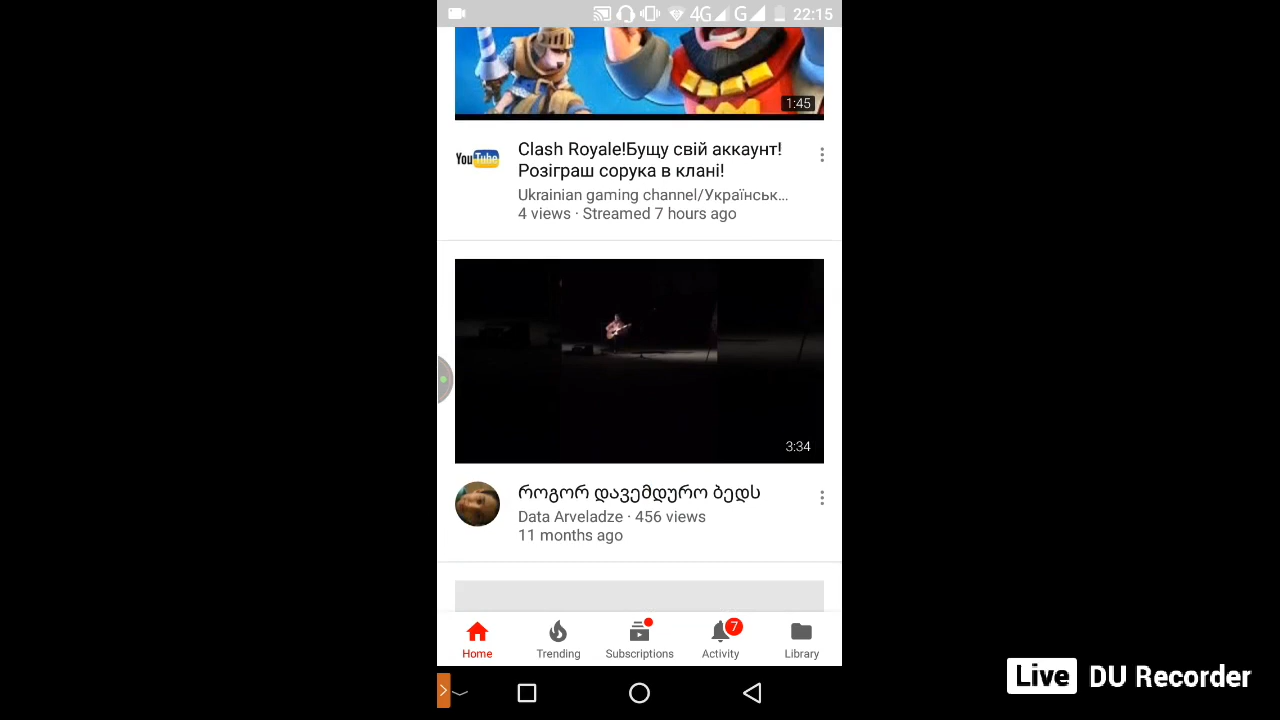 4G G 22:15
1:45
YouTube
Clash Royale!Бущу свій аккаунт!
Розіграш сорука в клані!
Ukrainian gaming channel/Українськ...
4 views · Streamed 7 hours ago
3:34
როგორ დავემდურო ბედს
Data Arveladze · 456 views
11 months ago
7
Home Trending Subscriptions Activity Library
Live DU Recorder